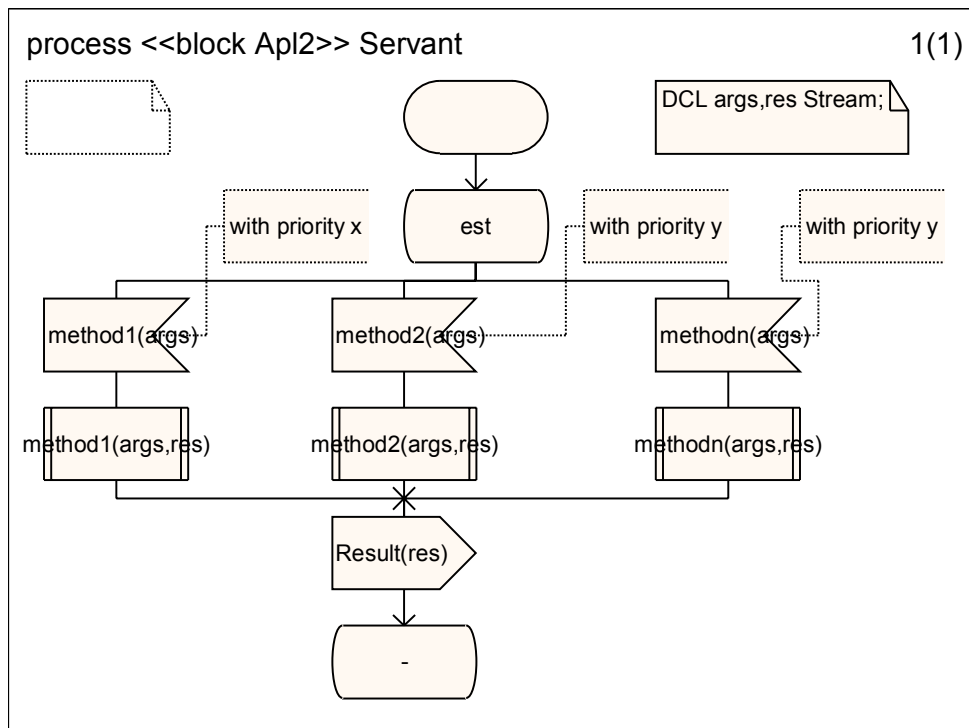 process <<block Apl2>> Servant
1(1)
DCL args,res Stream;
with priority x
est
with priority y
with priority y
method1(args)
method2(args)
methodn(args)
method1(args,res)
method2(args,res)
methodn(args,res)
Result(res)
-